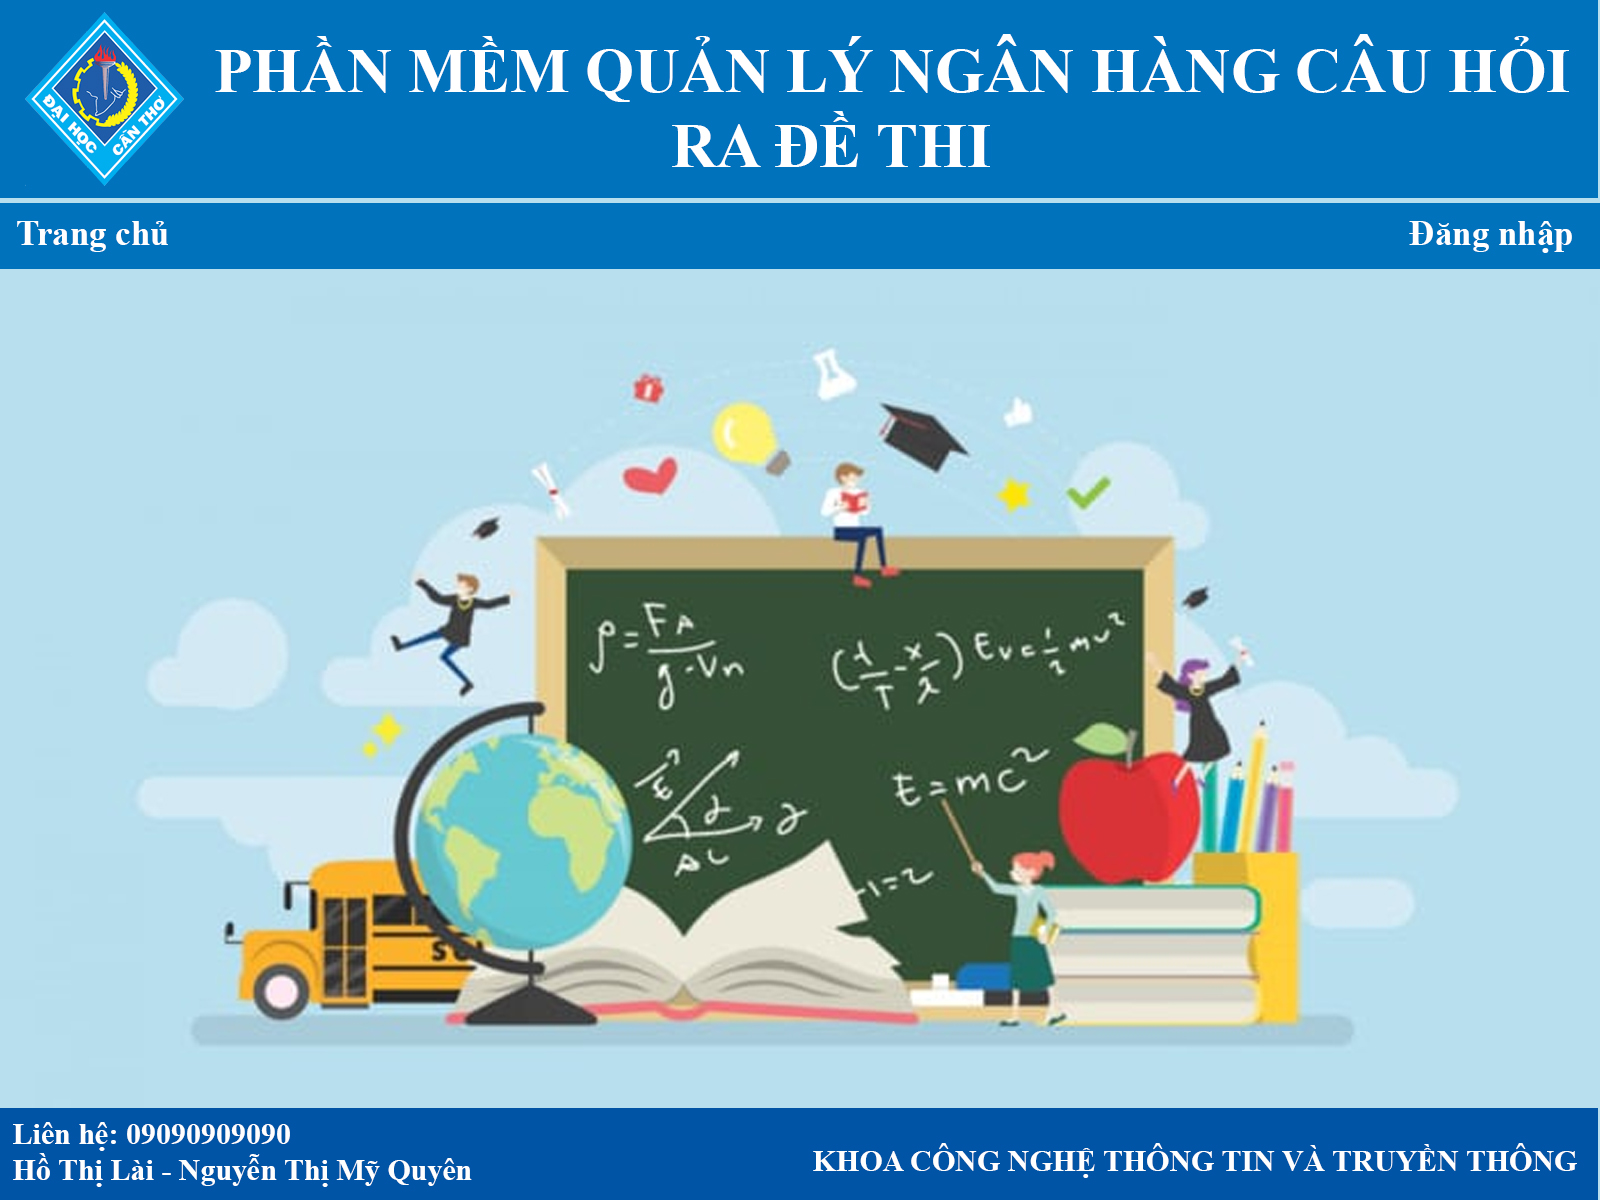 PHẦN MỀM QUẢN LÝ NGÂN HÀNG CÂU HỎI
RA ĐỀ THI
ĐẠI HỌC CẦN THƠ
Trang chủ
Đăng nhập
E = mc²
-1=2
Liên hệ: 09090909090
Hồ Thị Lài - Nguyễn Thị Mỹ Quyên
KHOA CÔNG NGHỆ THÔNG TIN VÀ TRUYỀN THÔNG